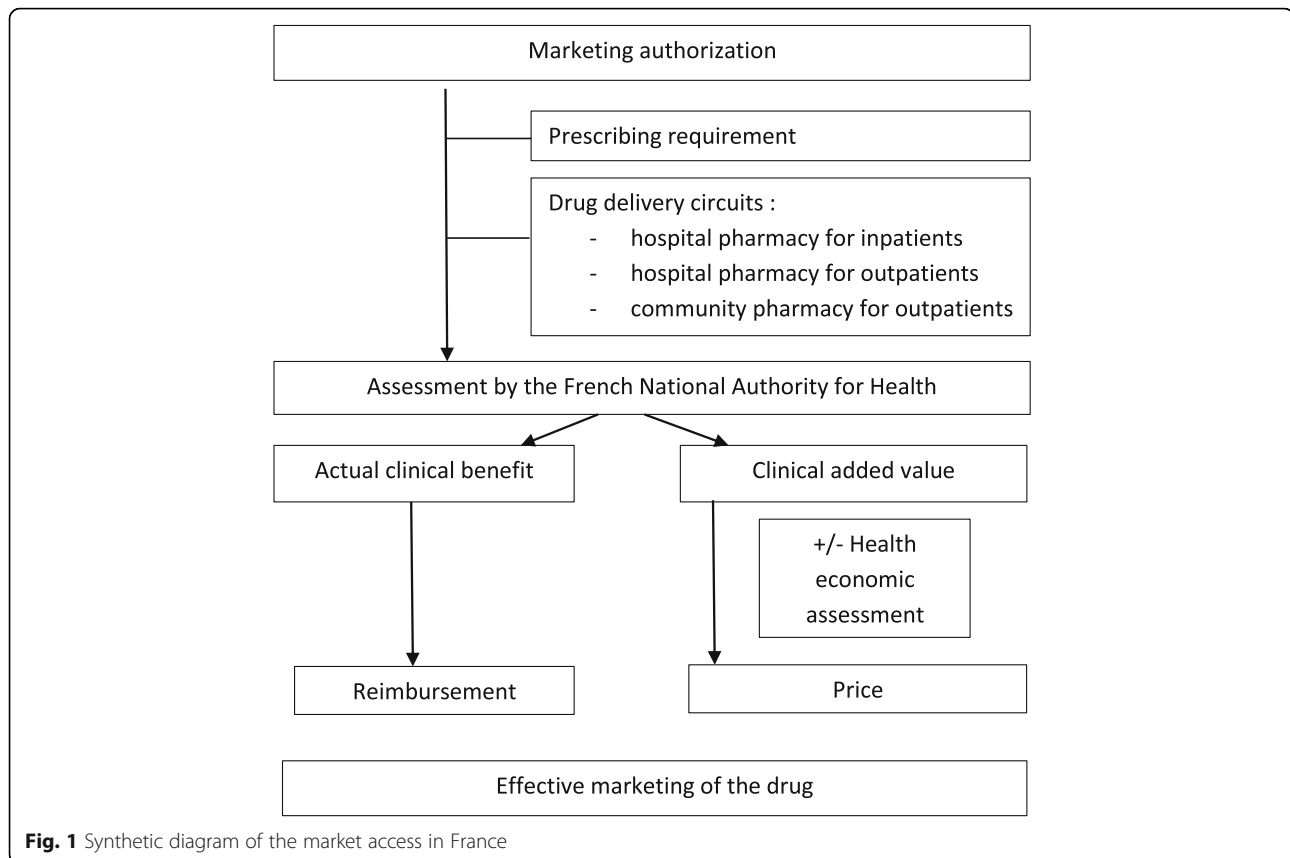 Marketing authorization
Prescribing requirement
Drug delivery circuits :
- hospital pharmacy for inpatients
- hospital pharmacy for outpatients
- community pharmacy for outpatients
Assessment by the French National Authority for Health
Actual clinical benefit
Clinical added value
+/- Health
economic
assessment
Reimbursement
Price
Effective marketing of the drug
Fig. 1 Synthetic diagram of the market access in France